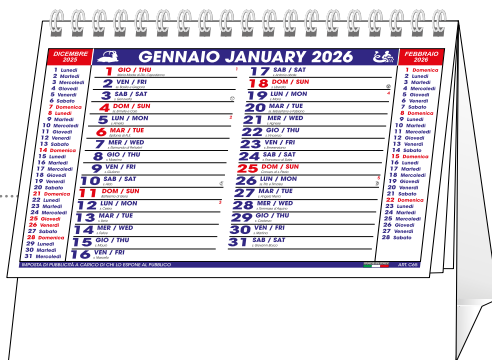 DICEMBRE
2025
1 Lunedì
2 Martedì
3 Mercoledì
4 Giovedì
5 Venerdì
6 Sabato
7 Domenica
8 Lunedì
9 Martedì
10 Mercoledì
11 Giovedì
12 Venerdì
13 Sabato
14 Domenica
15 Lunedì
16 Martedì
17 Mercoledì
18 Giovedì
19 Venerdì
20 Sabato
21 Domenica
22 Lunedì
23 Martedì
24 Mercoledì
25 Giovedì
26 Venerdì
27 Sabato
28 Domenica
29 Lunedì
30 Martedì
31 Mercoledì
GENNAIO JANUARY 2026
1 GIO / THU
2 VEN / FRI
3 SAB / SAT
4 DOM / SUN
5 LUN / MON
6 MAR / TUE
7 MER / WED
8 GIO / THU
9 VEN / FRI
10 SAB / SAT
11 DOM / SUN
12 LUN / MON
13 MAR / TUE
14 MER / WED
15 GIO / THU
16 VEN / FRI
17 SAB / SAT
18 DOM / SUN
19 LUN / MON
20 MAR / TUE
21 MER / WED
22 GIO / THU
23 VEN / FRI
24 SAB / SAT
25 DOM / SUN
26 LUN / MON
27 MAR / TUE
28 MER / WED
29 GIO / THU
30 VEN / FRI
31 SAB / SAT
FEBBRAIO
2026
1 Domenica
2 Lunedì
3 Martedì
4 Mercoledì
5 Giovedì
6 Venerdì
7 Sabato
8 Domenica
9 Lunedì
10 Martedì
11 Mercoledì
12 Giovedì
13 Venerdì
14 Sabato
15 Domenica
16 Lunedì
17 Martedì
18 Mercoledì
19 Giovedì
20 Venerdì
21 Sabato
22 Domenica
23 Lunedì
24 Martedì
25 Mercoledì
26 Giovedì
27 Venerdì
28 Sabato
IMPOSTA DI PUBBLICITÀ A CARICO DI CHI LO ESPONE AL PUBBLICO